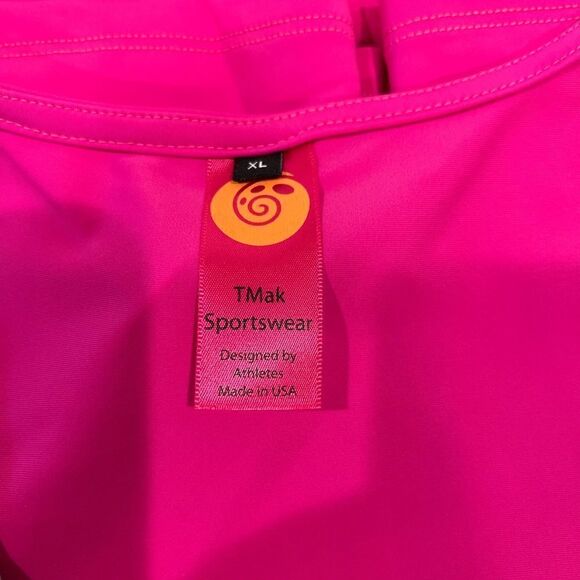 XL
TMak
Sportswear
Designed by
Athletes
Made in USA